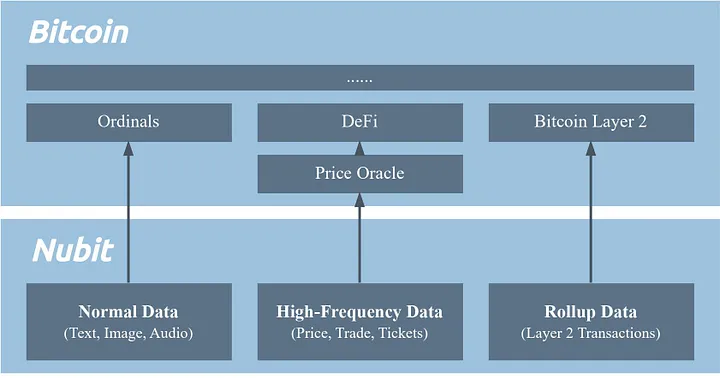 Bitcoin
......
Ordinals
DeFi
Bitcoin Layer 2
Price Oracle
Nubit
Normal Data
(Text, Image, Audio)
High-Frequency Data
(Price, Trade, Tickets)
Rollup Data
(Layer 2 Transactions)